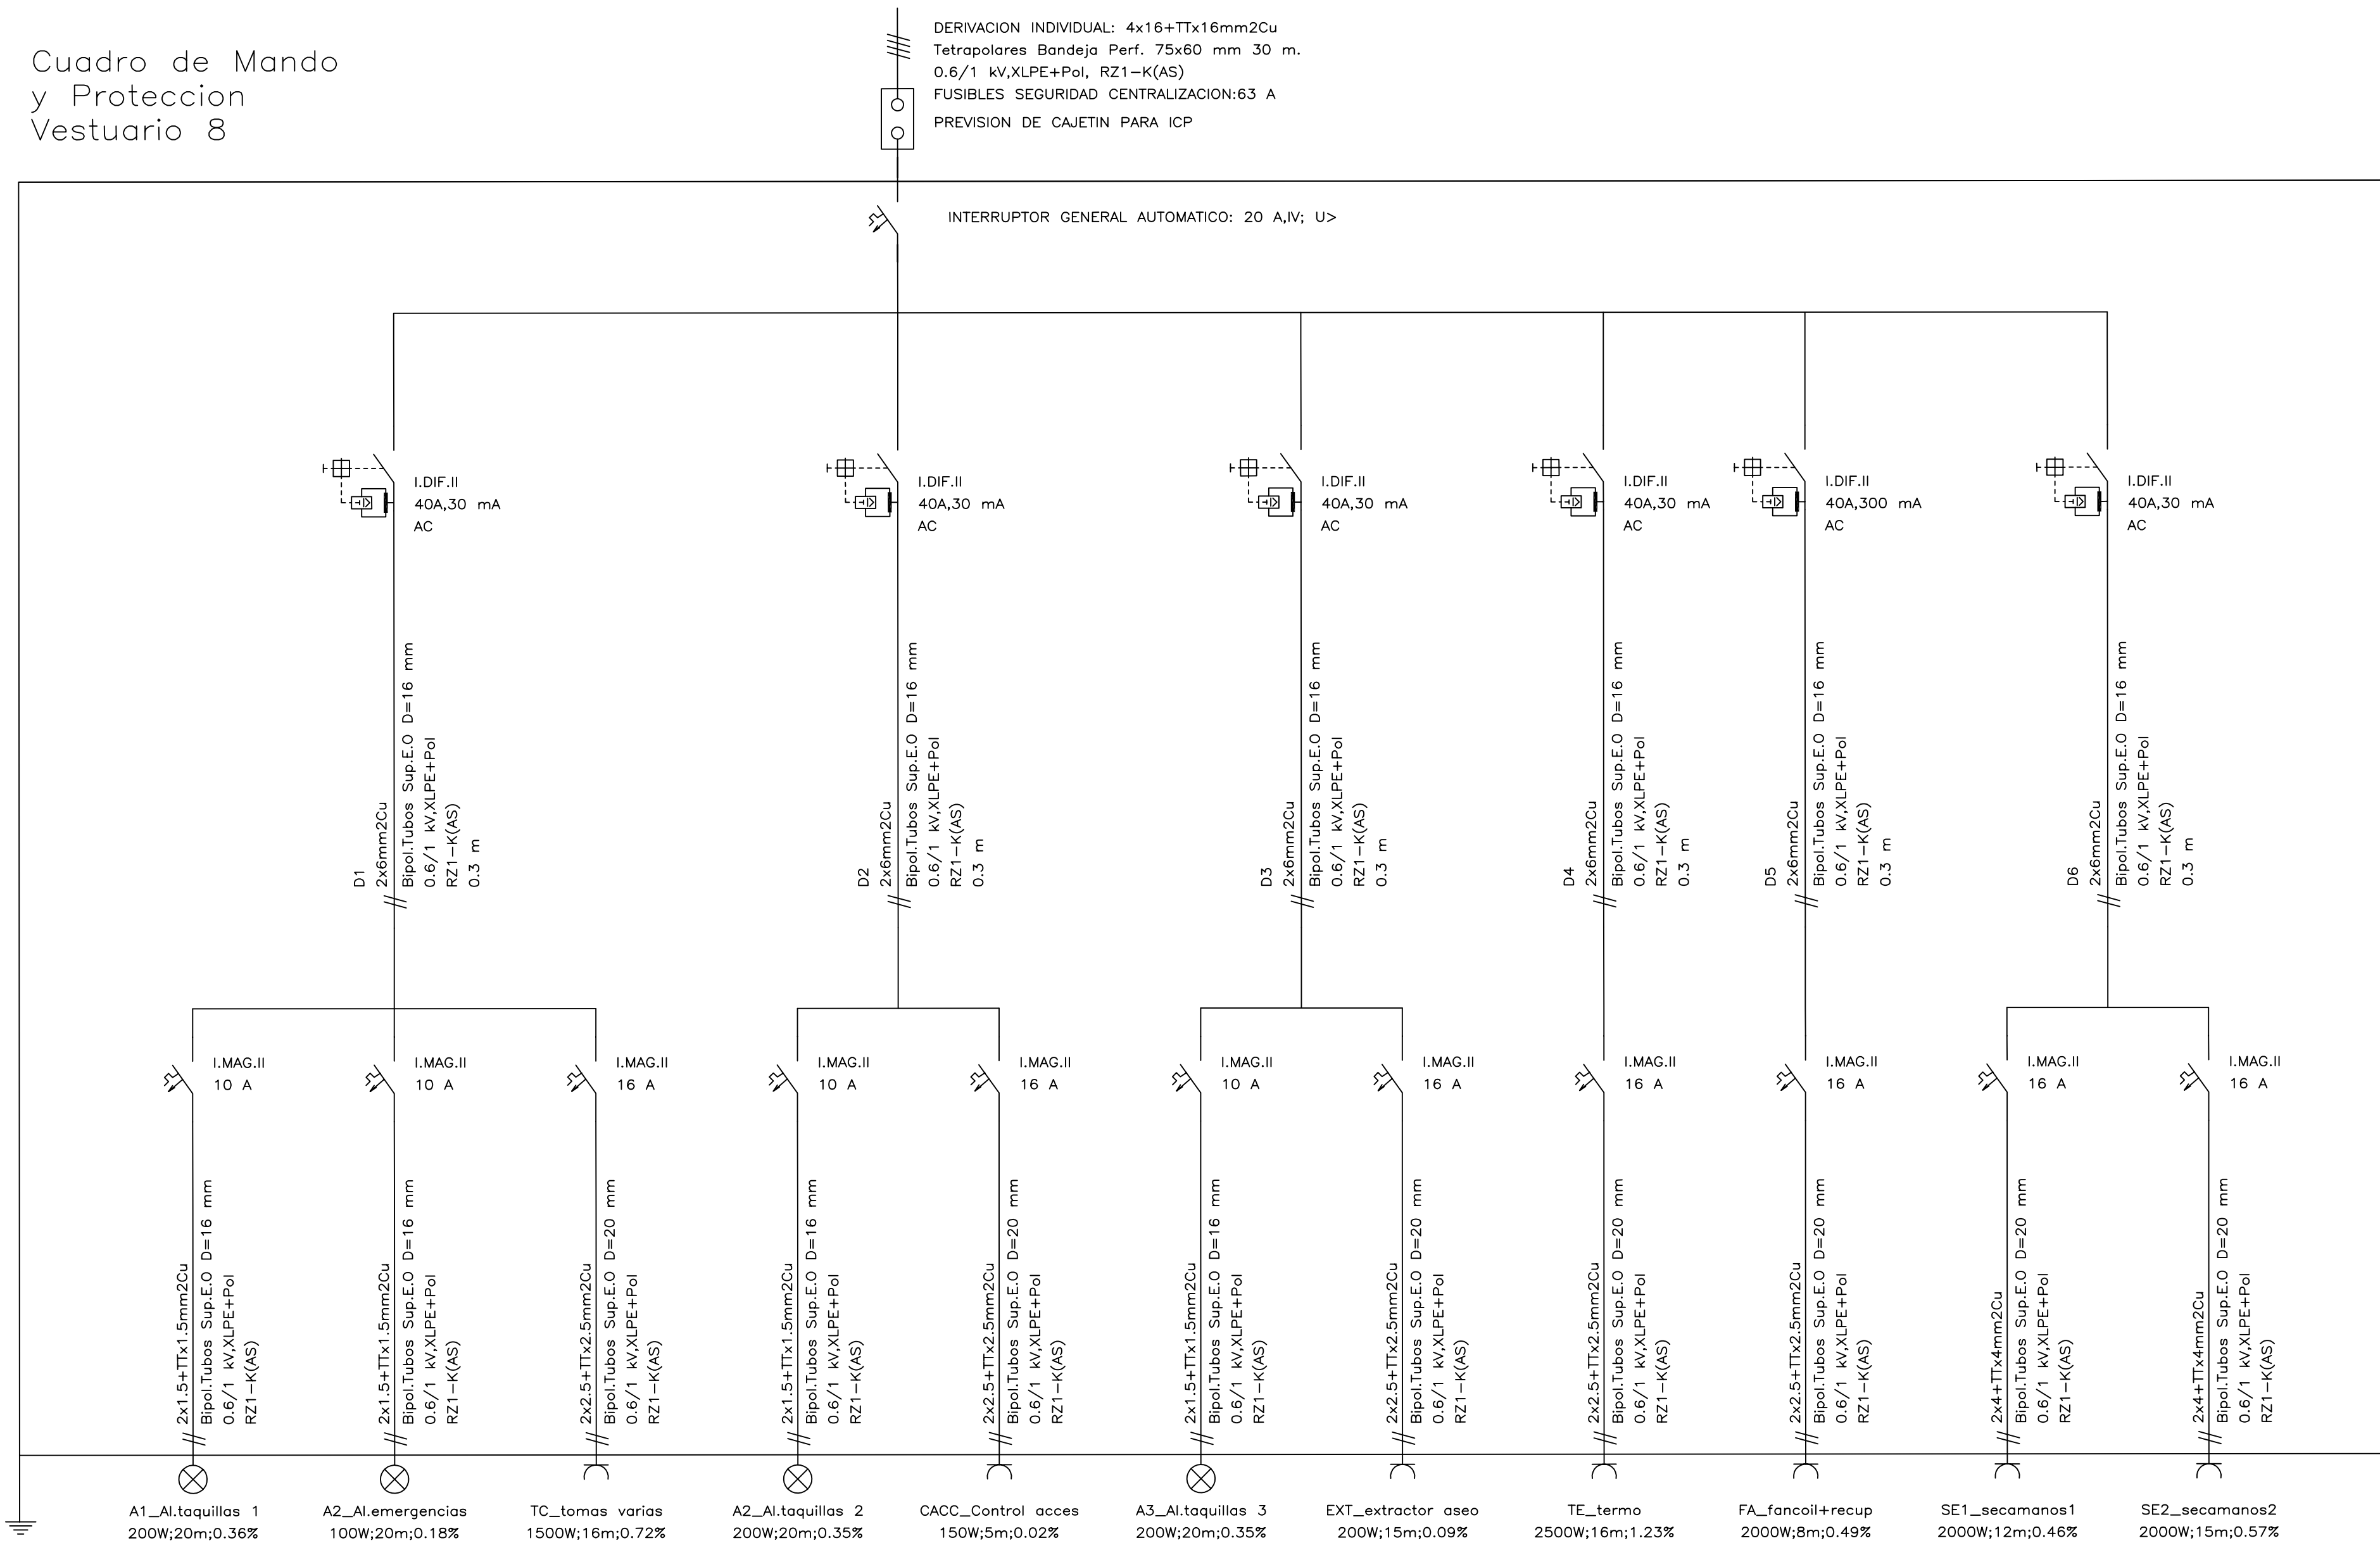 Cuadro de Mando
y Proteccion
Vestuario 8
DERIVACION INDIVIDUAL: 4x16+TTx16mm2Cu
Tetrapolares Bandeja Perf. 75x60 mm 30 m.
0.6/1 kV,XLPE+Pol, RZ1-K(AS)
FUSIBLES SEGURIDAD CENTRALIZACION:63 A
PREVISION DE CAJETIN PARA ICP
INTERRUPTOR GENERAL AUTOMATICO: 20 A,IV; U>
I.DIF.II
40A,30 mA
AC
I.DIF.II
40A,30 mA
AC
I.DIF.II
40A,30 mA
AC
I.DIF.II
40A,30 mA
AC
I.DIF.II
40A,300 mA
AC
I.DIF.II
40A,30 mA
AC
D1
2x6mm2Cu
Bipol.Tubos Sup.E.O D=16 mm
0.6/1 kV,XLPE+Pol
RZ1-K(AS)
0.3 m
D2
2x6mm2Cu
Bipol.Tubos Sup.E.O D=16 mm
0.6/1 kV,XLPE+Pol
RZ1-K(AS)
0.3 m
D3
2x6mm2Cu
Bipol.Tubos Sup.E.O D=16 mm
0.6/1 kV,XLPE+Pol
RZ1-K(AS)
0.3 m
D4
2x6mm2Cu
Bipol.Tubos Sup.E.O D=16 mm
0.6/1 kV,XLPE+Pol
RZ1-K(AS)
0.3 m
D5
2x6mm2Cu
Bipol.Tubos Sup.E.O D=16 mm
0.6/1 kV,XLPE+Pol
RZ1-K(AS)
0.3 m
D6
2x6mm2Cu
Bipol.Tubos Sup.E.O D=16 mm
0.6/1 kV,XLPE+Pol
RZ1-K(AS)
0.3 m
I.MAG.II
10 A
I.MAG.II
10 A
I.MAG.II
16 A
I.MAG.II
10 A
I.MAG.II
16 A
I.MAG.II
10 A
I.MAG.II
16 A
I.MAG.II
16 A
I.MAG.II
16 A
I.MAG.II
16 A
I.MAG.II
16 A
2x1.5+TTx1.5mm2Cu
Bipol.Tubos Sup.E.O D=16 mm
0.6/1 kV,XLPE+Pol
RZ1-K(AS)
2x1.5+TTx1.5mm2Cu
Bipol.Tubos Sup.E.O D=16 mm
0.6/1 kV,XLPE+Pol
RZ1-K(AS)
2x2.5+TTx2.5mm2Cu
Bipol.Tubos Sup.E.O D=20 mm
0.6/1 kV,XLPE+Pol
RZ1-K(AS)
2x1.5+TTx1.5mm2Cu
Bipol.Tubos Sup.E.O D=16 mm
0.6/1 kV,XLPE+Pol
RZ1-K(AS)
2x2.5+TTx2.5mm2Cu
Bipol.Tubos Sup.E.O D=20 mm
0.6/1 kV,XLPE+Pol
RZ1-K(AS)
2x1.5+TTx1.5mm2Cu
Bipol.Tubos Sup.E.O D=16 mm
0.6/1 kV,XLPE+Pol
RZ1-K(AS)
2x2.5+TTx2.5mm2Cu
Bipol.Tubos Sup.E.O D=20 mm
0.6/1 kV,XLPE+Pol
RZ1-K(AS)
2x2.5+TTx2.5mm2Cu
Bipol.Tubos Sup.E.O D=20 mm
0.6/1 kV,XLPE+Pol
RZ1-K(AS)
2x2.5+TTx2.5mm2Cu
Bipol.Tubos Sup.E.O D=20 mm
0.6/1 kV,XLPE+Pol
RZ1-K(AS)
2x4+TTx4mm2Cu
Bipol.Tubos Sup.E.O D=20 mm
0.6/1 kV,XLPE+Pol
RZ1-K(AS)
2x4+TTx4mm2Cu
Bipol.Tubos Sup.E.O D=20 mm
0.6/1 kV,XLPE+Pol
RZ1-K(AS)
A1_Al.taquillas 1
200W;20m;0.36%
A2_Al.emergencias
100W;20m;0.18%
TC_tomas varias
1500W;16m;0.72%
A2_Al.taquillas 2
200W;20m;0.35%
CACC_Control acces
150W;5m;0.02%
A3_Al.taquillas 3
200W;20m;0.35%
EXT_extractor aseo
200W;15m;0.09%
TE_termo
2500W;16m;1.23%
FA_fancoil+recup
2000W;8m;0.49%
SE1_secamanos1
2000W;12m;0.46%
SE2_secamanos2
2000W;15m;0.57%